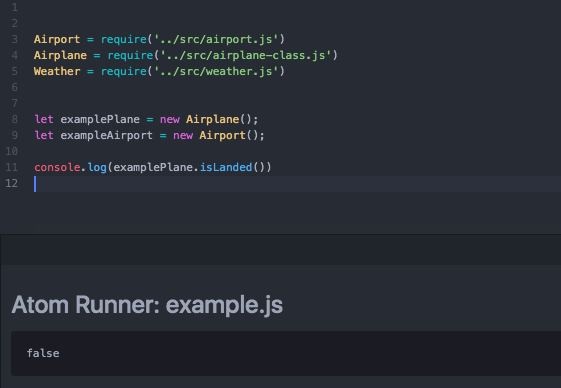 1
2
3 Airport = require('../src/airport.js')
4 Airplane = require('../src/airplane-class.js')
5 Weather = require('../src/weather.js')
6
7
8 let examplePlane = new Airplane();
9 let exampleAirport = new Airport();
10
11 console.log(examplePlane.isLanded())
12
Atom Runner: example.js
false